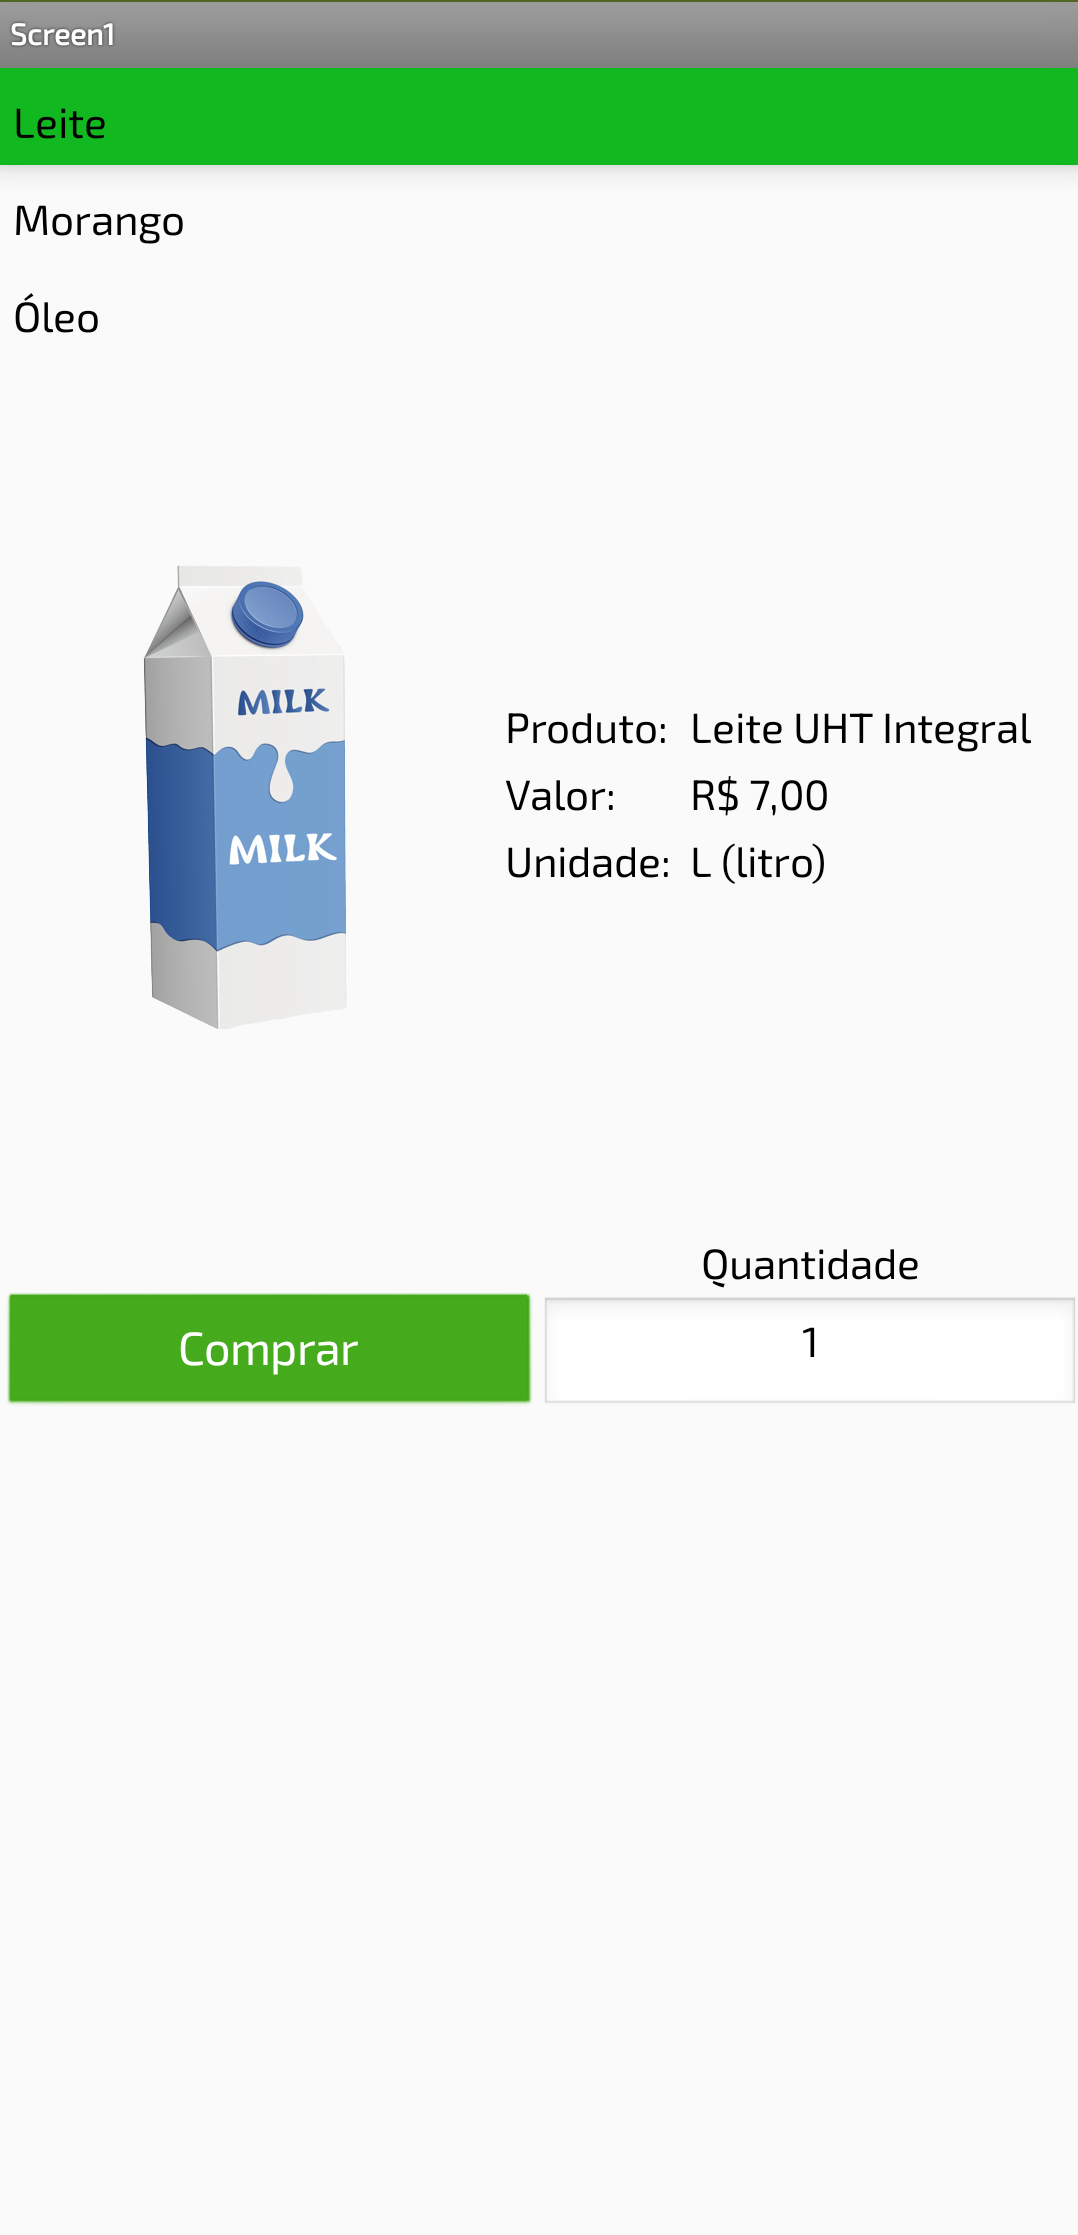 Screen1
Leite
Morango
Óleo
MILK
MILK
Produto: Leite UHT Integral
Valor: R$ 7,00
Unidade: L (litro)
Quantidade
Comprar
1